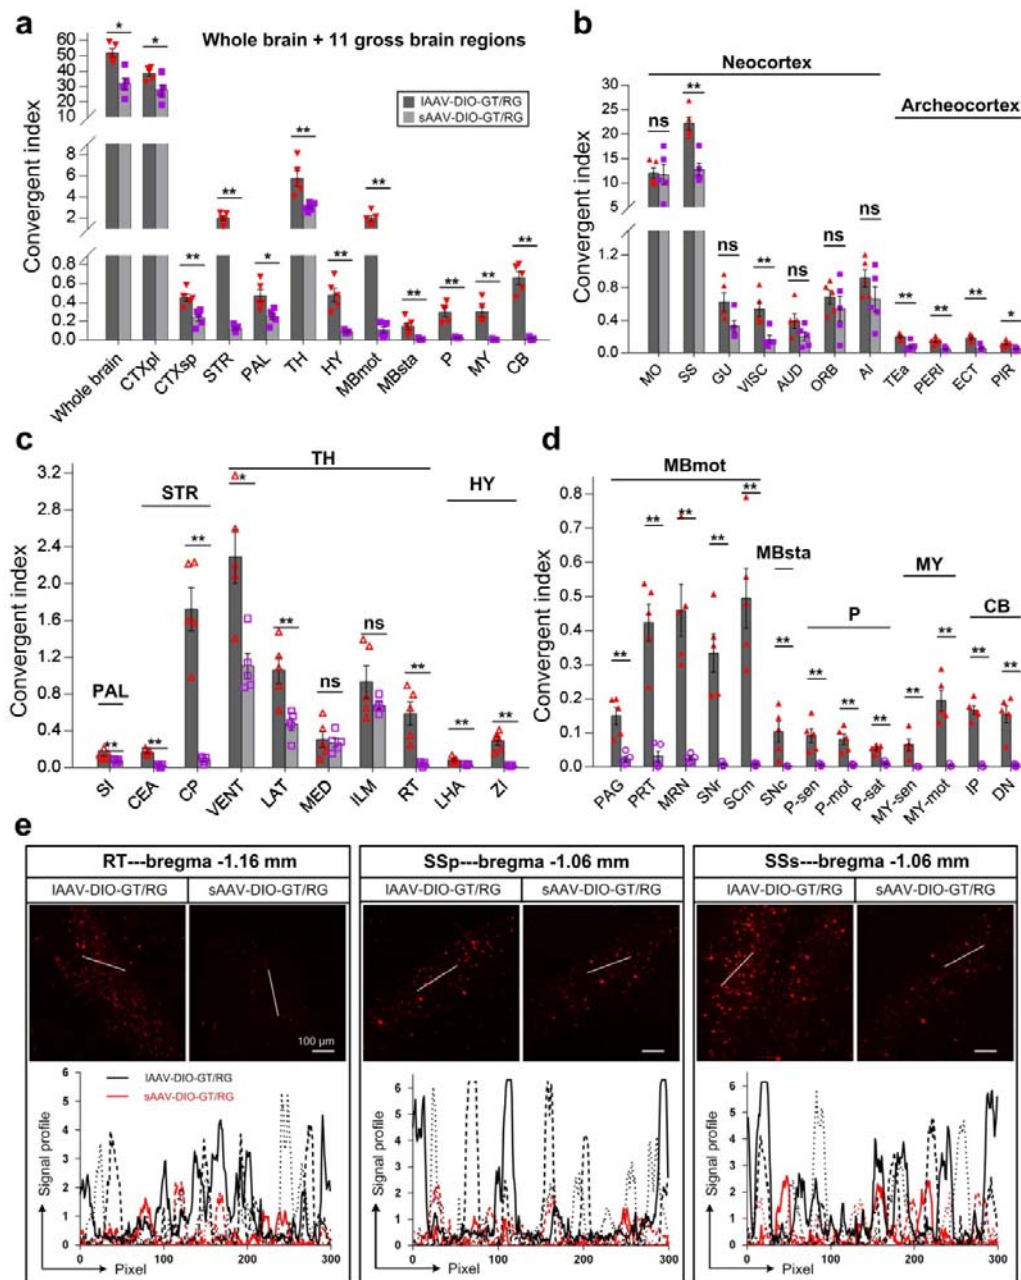 a
Whole brain + 11 gross brain regions
lAAV-DIO-GT/RG
sAAV-DIO-GT/RG
Convergent index
60
50
40
30
20
10
8
6
4
2
0.8
0.6
0.4
0.2
0
* * ** ** * ** ** ** ** ** ** **
Whole brain CTXpl CTXsp STR PAL TH HY MBmot MBsta P MY CB
b
Neocortex
Archeocortex
Convergent index
30
25
20
15
10
5
1.2
0.8
0.4
0.0
ns ** ns ** ns ns ns ** ** ** *
MO SS GU VISC AUD ORB AI TEa PERI ECT PIR
c
TH
STR
HY
PAL
Convergent index
3.2
2.8
2.4
2.0
1.6
1.2
0.8
0.4
0.0
** ** ** * ** ns ns ** ** **
SI CEA CP VENT LAT MED ILM RT LHA ZI
d
MBmot
MBsta
P
MY
CB
Convergent index
0.8
0.7
0.6
0.5
0.4
0.3
0.2
0.1
0.0
** ** ** ** ** ** ** ** ** ** ** ** **
PAG PRT MRN SNr SCm SNc P-sen P-mot P-sat MY-sen MY-mot IP DN
e
RT---bregma -1.16 mm
lAAV-DIO-GT/RG sAAV-DIO-GT/RG
100 µm
lAAV-DIO-GT/RG
sAAV-DIO-GT/RG
Signal profile
6
5
4
3
2
1
0
0 100 200 300
Pixel
SSp---bregma -1.06 mm
lAAV-DIO-GT/RG sAAV-DIO-GT/RG
Signal profile
6
5
4
3
2
1
0
0 100 200 300
Pixel
SSs---bregma -1.06 mm
lAAV-DIO-GT/RG sAAV-DIO-GT/RG
Signal profile
6
5
4
3
2
1
0
0 100 200 300
Pixel